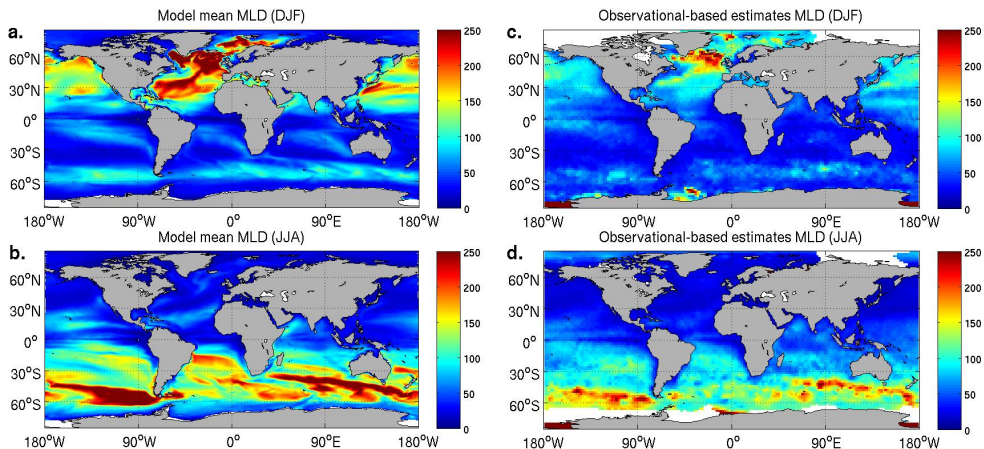 Model mean MLD (DJF)
a.
60°N
30°N
0°
30°S
60°S
180°W 90°W 0° 90°E 180°W
250
200
150
100
50
0
Observational-based estimates MLD (DJF)
c.
60°N
30°N
0°
30°S
60°S
180°W 90°W 0° 90°E 180°W
250
200
150
100
50
0
Model mean MLD (JJA)
b.
60°N
30°N
0°
30°S
60°S
180°W 90°W 0° 90°E 180°W
250
200
150
100
50
0
Observational-based estimates MLD (JJA)
d.
60°N
30°N
0°
30°S
60°S
180°W 90°W 0° 90°E 180°W
250
200
150
100
50
0